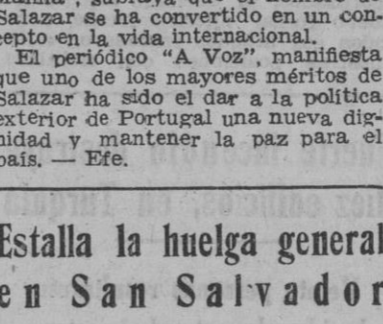 Salazar se ha convertido en un con-
cepto en la vida internacional.
El periódico "A Voz", manifiesta
que uno de los mayores méritos de
Salazar ha sido el dar a la política
exterior de Portugal una nueva dig-
nidad y mantener la paz para el
país. — Efe.
Estalla la huelga general
en San Salvador